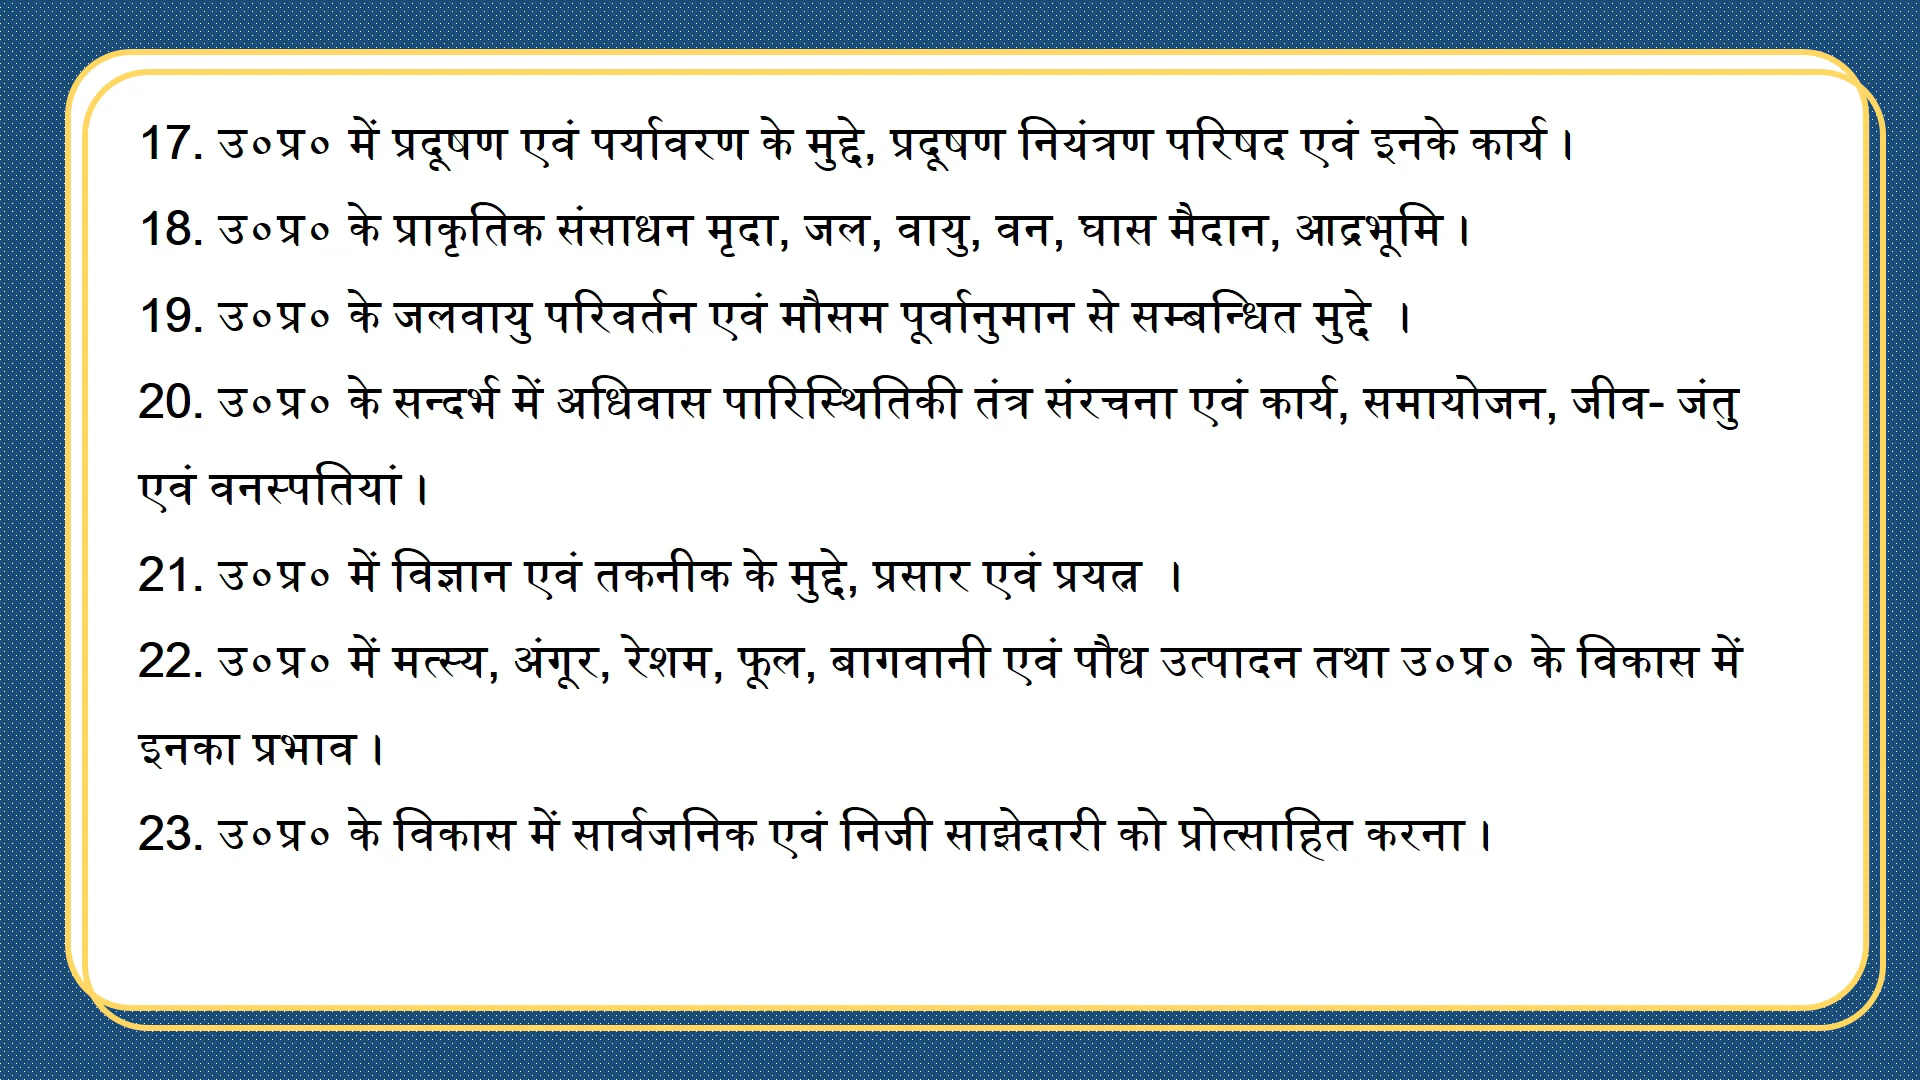 17. उ०प्र० में प्रदूषण एवं पर्यावरण के मुद्दे, प्रदूषण नियंत्रण परिषद एवं इनके कार्य।
18. उ०प्र० के प्राकृतिक संसाधन मृदा, जल, वायु, वन, घास मैदान, आद्रभूमि।
19. उ०प्र० के जलवायु परिवर्तन एवं मौसम पूर्वानुमान से सम्बन्धित मुद्दे ।
20. उ०प्र० के सन्दर्भ में अधिवास पारिस्थितिकी तंत्र संरचना एवं कार्य, समायोजन, जीव- जंतु
एवं वनस्पतियां।
21. उ०प्र० में विज्ञान एवं तकनीक के मुद्दे, प्रसार एवं प्रयत्न ।
22. उ०प्र० में मत्स्य, अंगूर, रेशम, फूल, बागवानी एवं पौध उत्पादन तथा उ०प्र० के विकास में
इनका प्रभाव।
23. उ०प्र० के विकास में सार्वजनिक एवं निजी साझेदारी को प्रोत्साहित करना।